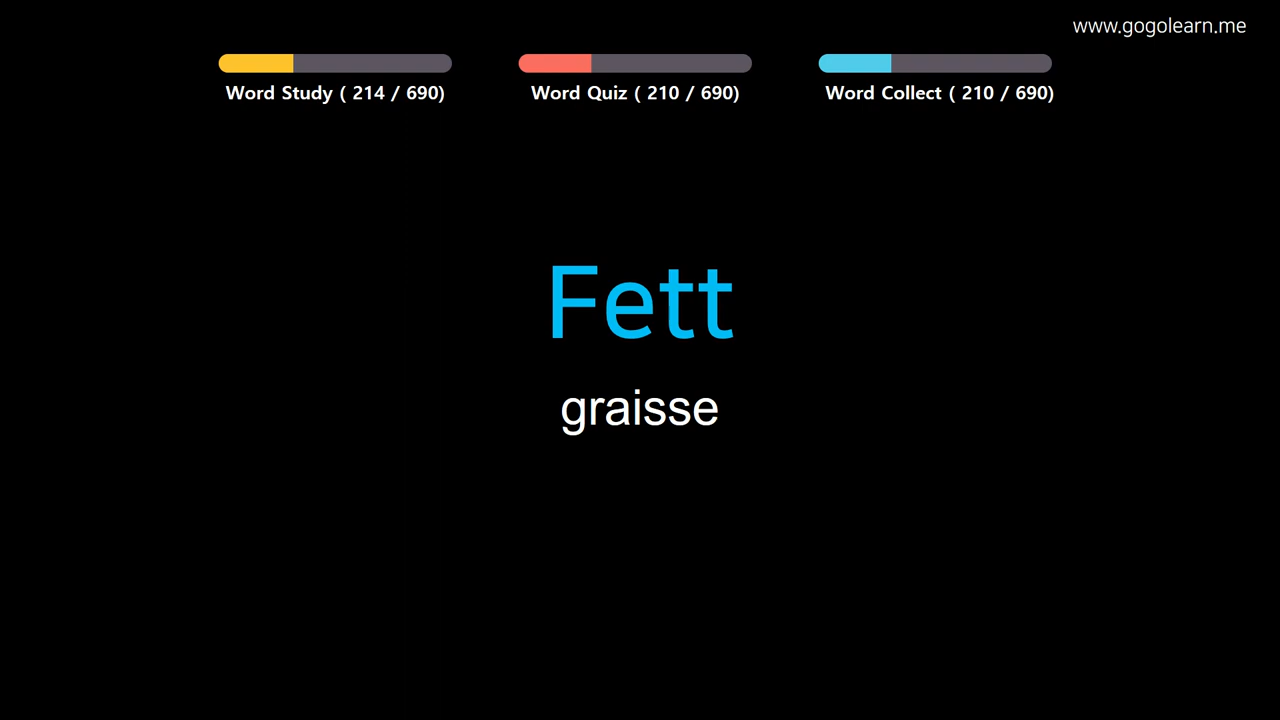 www.gogolearn.me
Word Study ( 214 / 690)
Word Quiz ( 210 / 690)
Word Collect ( 210 / 690)
Fett
graisse